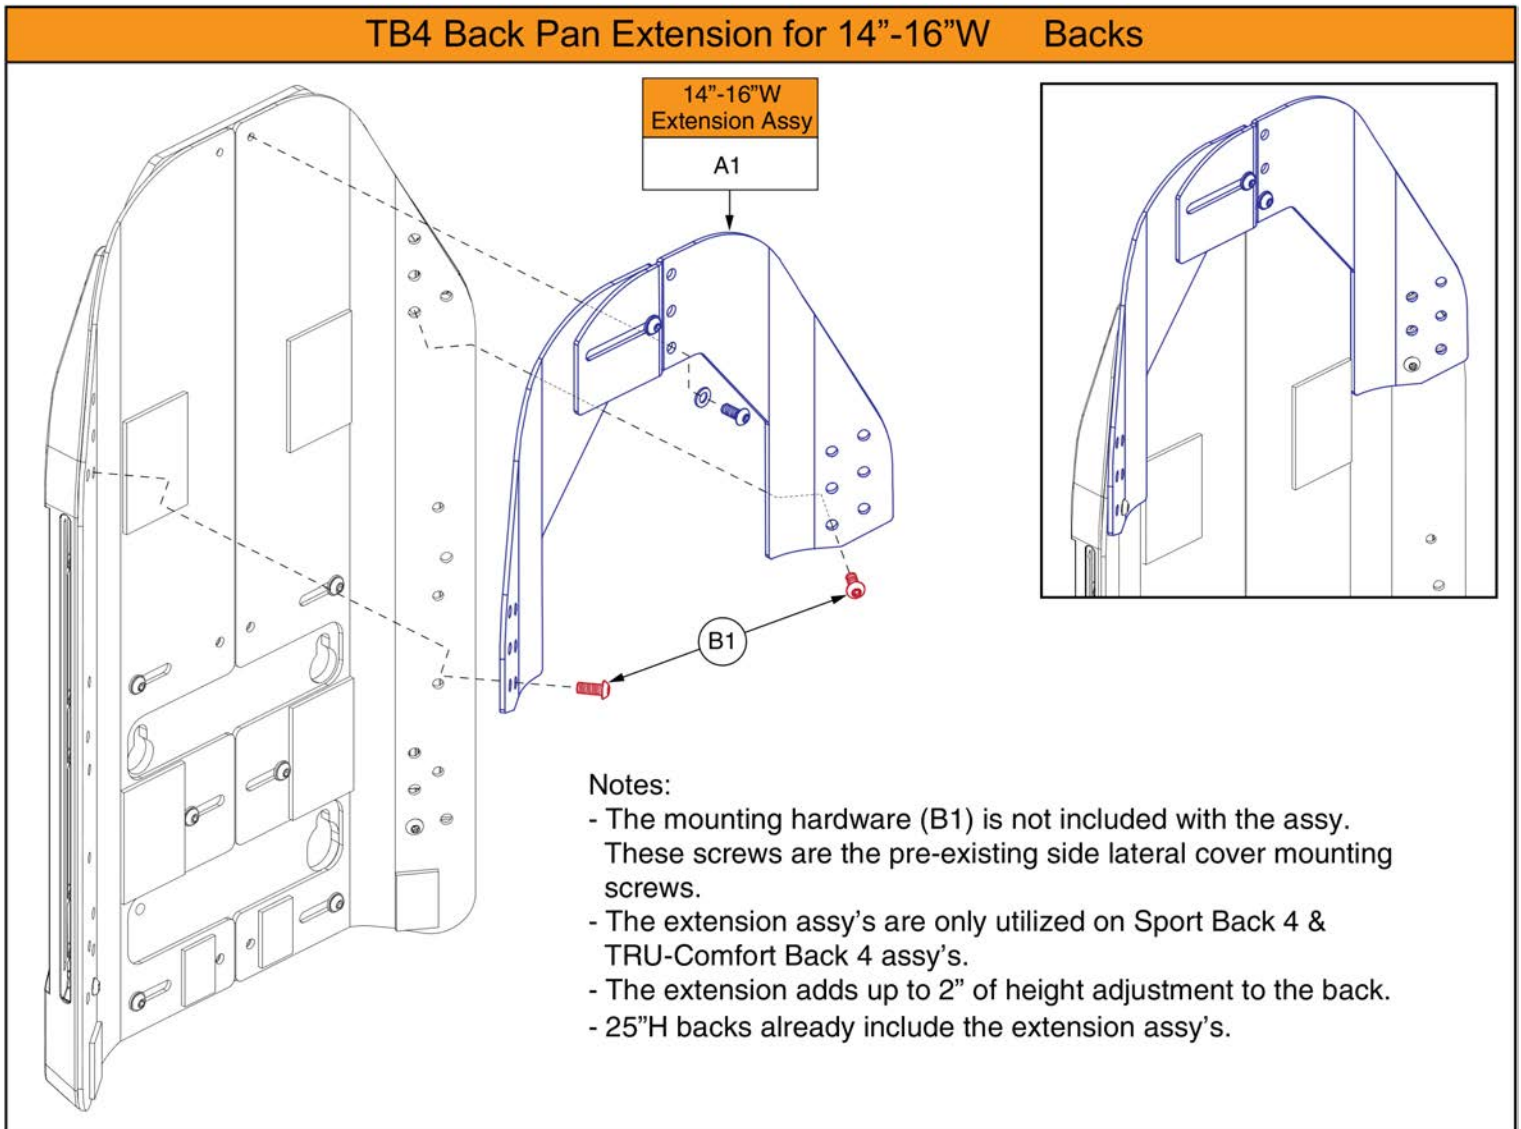 TB4 Back Pan Extension for 14”-16”W Backs
14”-16”W
Extension Assy
A1
B1
Notes:
- The mounting hardware (B1) is not included with the assy.
These screws are the pre-existing side lateral cover mounting
screws.
- The extension assy’s are only utilized on Sport Back 4 &
TRU-Comfort Back 4 assy’s.
- The extension adds up to 2” of height adjustment to the back.
- 25”H backs already include the extension assy’s.